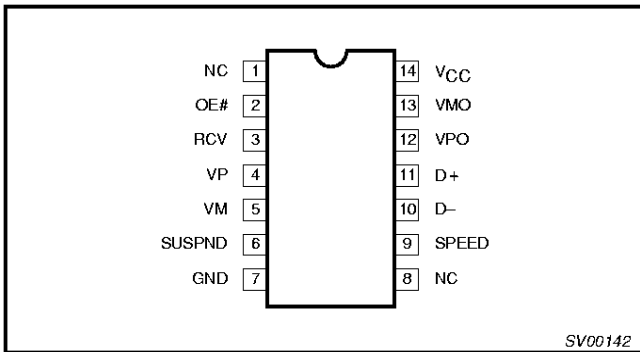 NC 1 14 VCC
OE# 2 13 VMO
RCV 3 12 VPO
VP 4 11 D+
VM 5 10 D–
SUSPND 6 9 SPEED
GND 7 8 NC
SV00142